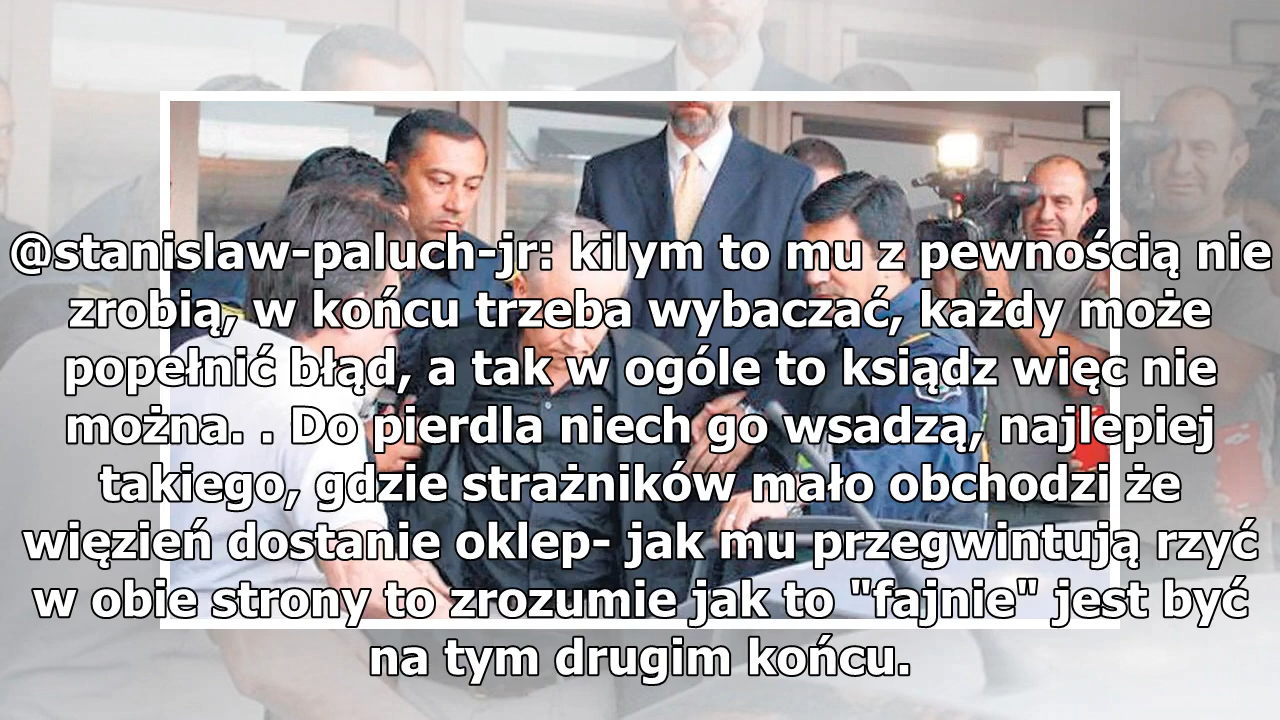 @stanislaw-paluch-jr: kilym to mu z pewnością nie
zrobią, w końcu trzeba wybaczać, każdy może
popełnić błąd, a tak w ogóle to ksiądz więc nie
można. . Do pierdla niech go wsadzą, najlepiej
takiego, gdzie strażników mało obchodzi że
więzień dostanie oklep- jak mu przegwintują rzyć
w obie strony to zrozumie jak to "fajnie" jest być
na tym drugim końcu.